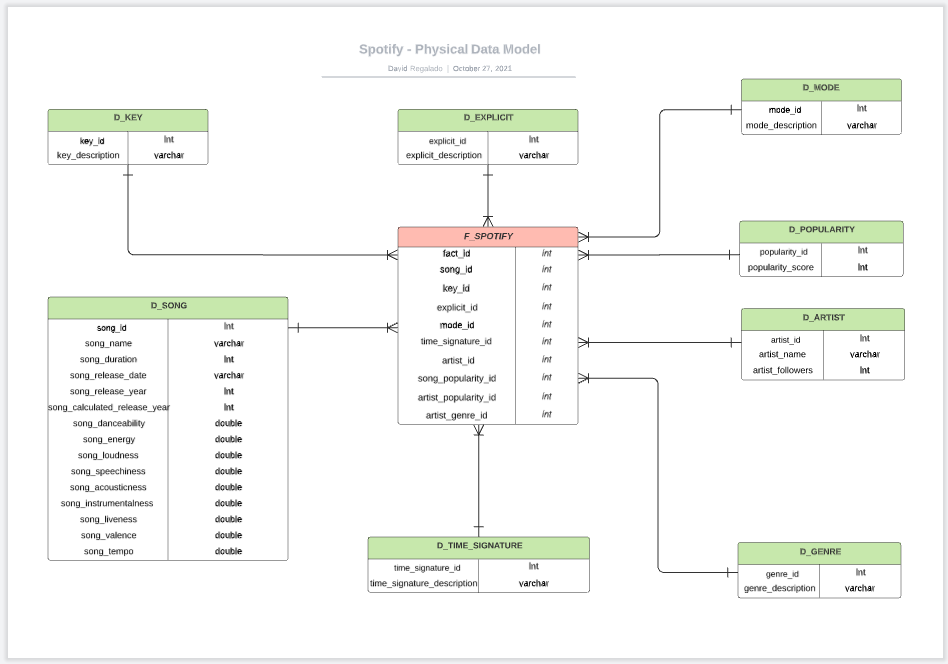 Spotify - Physical Data Model
David Regalado | October 27, 2021
D_KEY
key_id Int
key_description varchar
D_EXPLICIT
explicit_id Int
explicit_description varchar
D_MODE
mode_id Int
mode_description varchar
F_SPOTIFY
fact_id int
song_id int
key_id int
explicit_id int
mode_id int
time_signature_id int
artist_id int
song_popularity_id int
artist_popularity_id int
artist_genre_id int
D_POPULARITY
popularity_id Int
popularity_score Int
D_SONG
song_id Int
song_name varchar
song_duration Int
song_release_date varchar
song_release_year Int
song_calculated_release_year Int
song_danceability double
song_energy double
song_loudness double
song_speechiness double
song_acousticness double
song_instrumentalness double
song_liveness double
song_valence double
song_tempo double
D_ARTIST
artist_id Int
artist_name varchar
artist_followers Int
D_TIME_SIGNATURE
time_signature_id Int
time_signature_description varchar
D_GENRE
genre_id Int
genre_description varchar